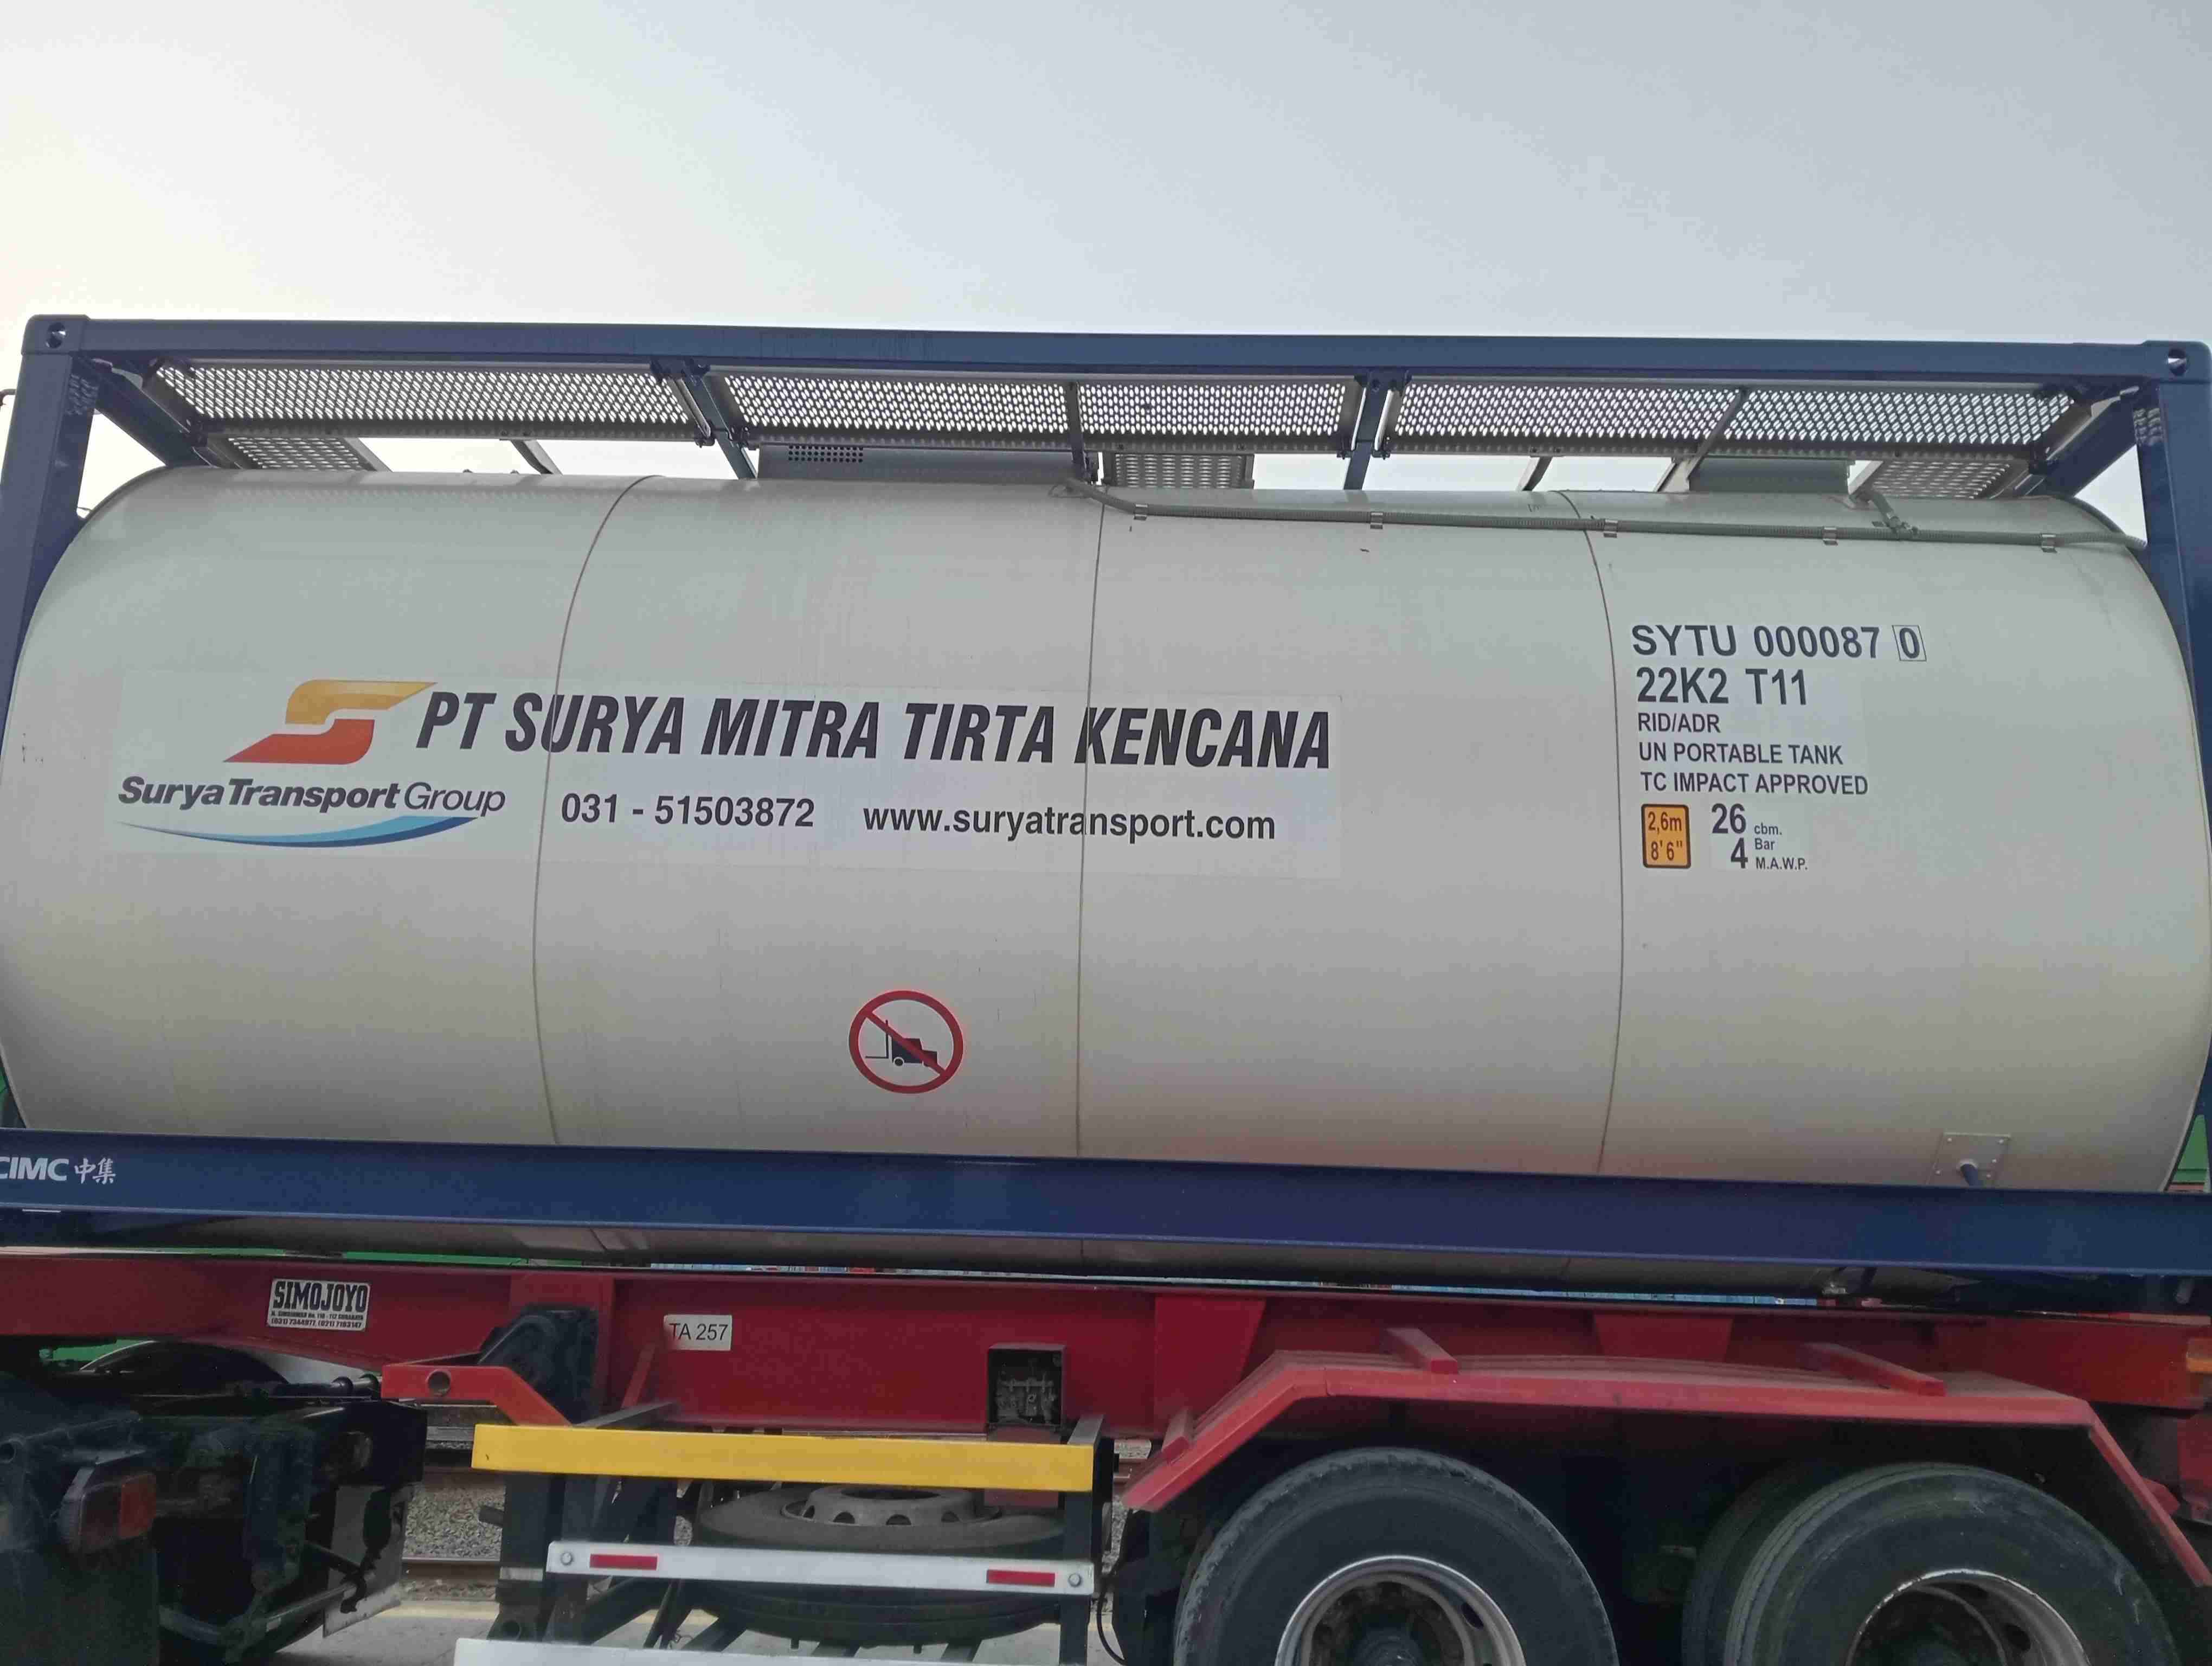 SYTU 000087 0
22K2 T11
RID/ADR
UN PORTABLE TANK
TC IMPACT APPROVED
2,6m
8'6"
26 cbm.
4 Bar
M.A.W.P.
PT SURYA MITRA TIRTA KENCANA
SuryaTransportGroup
031 - 51503872 www.suryatransport.com
CIMC 中集
SIMOJOYO
TA 257